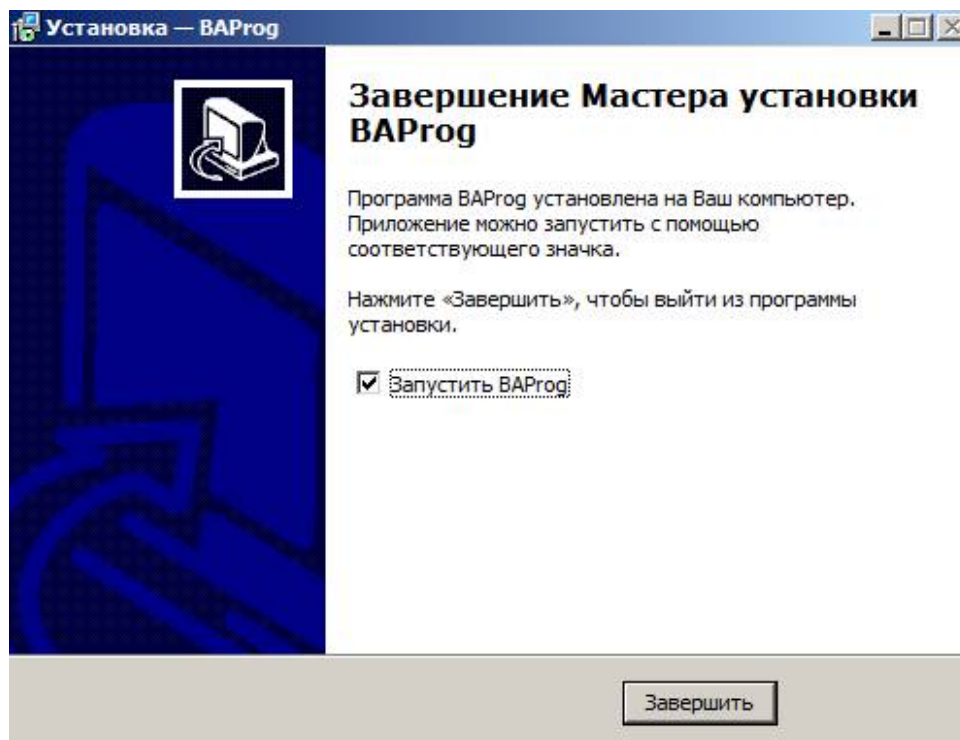 Установка — BAProg
Завершение Мастера установки
BAProg
Программа BAProg установлена на Ваш компьютер.
Приложение можно запустить с помощью
соответствующего значка.
Нажмите «Завершить», чтобы выйти из программы
установки.
Запустить BAProg
Завершить